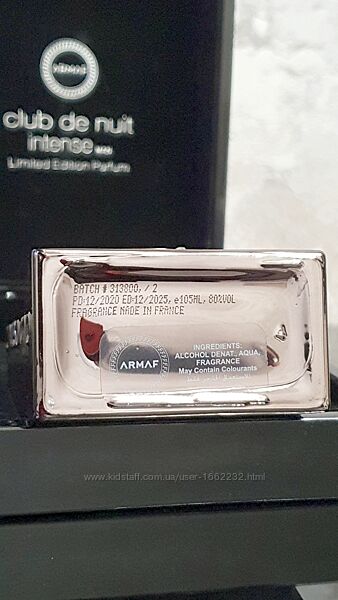 ARMAF
club de nuit
intense MAN
Limited Edition Parfum
BATCH # 313800, / 2
PD:12/2020 ED:12/2025, e105ML, 80%VOL
FRAGRANCE MADE IN FRANCE
ARMAF
INGREDIENTS:
ALCOHOL DENAT., AQUA,
FRAGRANCE
May Contain Colourants
www.kidstaff.com.ua/user-1662232.html